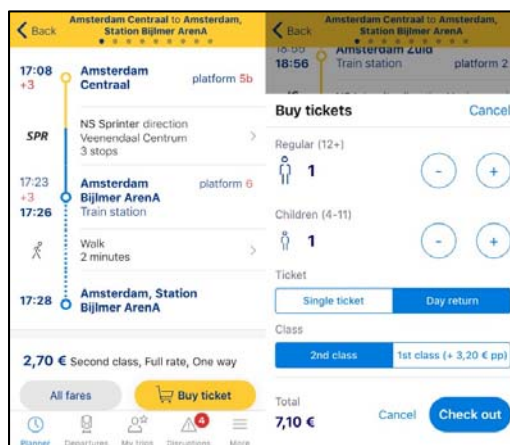 Back
Amsterdam Centraal to Amsterdam,
Station Bijlmer ArenA
17:08
+3
Amsterdam
Centraal
platform 5b
SPR
NS Sprinter direction
Veenendaal Centrum
3 stops
17:23
+3
17:26
Amsterdam
Bijlmer ArenA
Train station
platform 6
Walk
2 minutes
17:28
Amsterdam, Station
Bijlmer ArenA
2,70 € Second class, Full rate, One way
All fares
Buy ticket
4
Planner
Departures
My trips
Disruptions
More
Back
Amsterdam Centraal to Amsterdam,
Station Bijlmer ArenA
18:55
Amsterdam Zuid
18:56
Train station
platform 2
Buy tickets
Cancel
Regular (12+)
1
-
+
Children (4-11)
1
-
+
Ticket
Single ticket
Day return
Class
2nd class
1st class (+ 3,20 € pp)
Total
7,10 €
Cancel
Check out